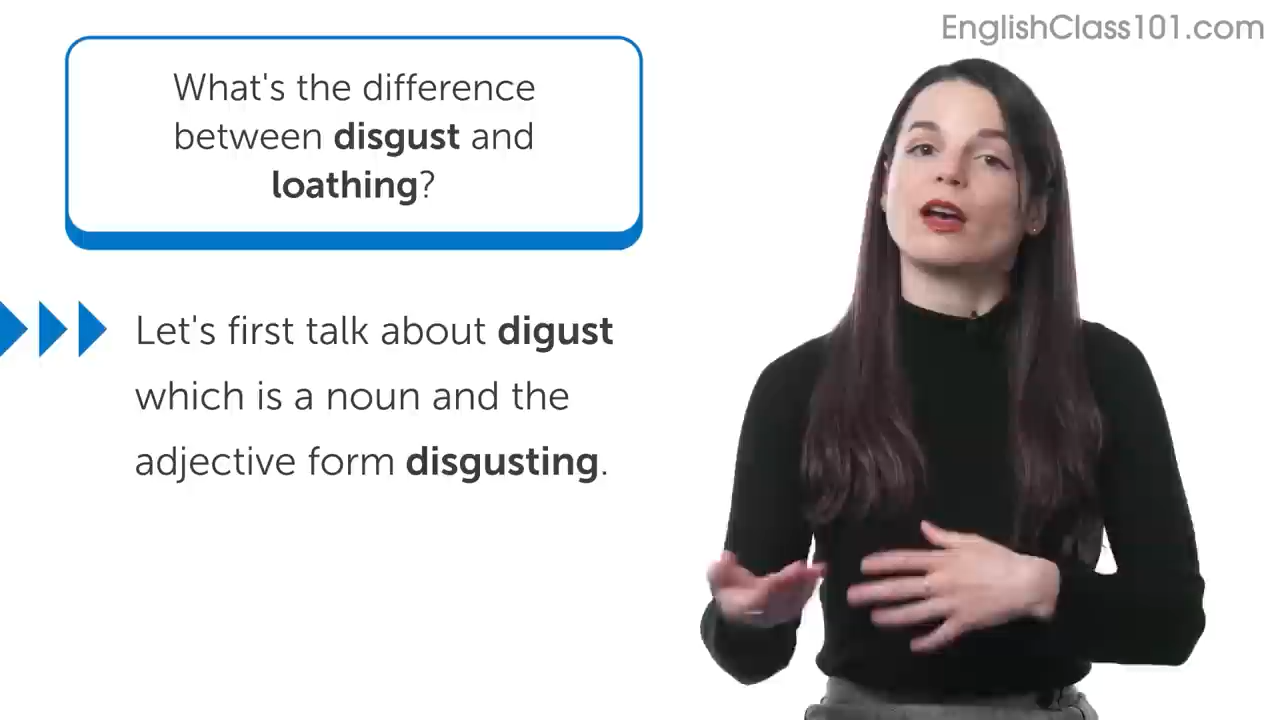 EnglishClass101.com
What's the difference
between disgust and
loathing?
Let's first talk about digust
which is a noun and the
adjective form disgusting.